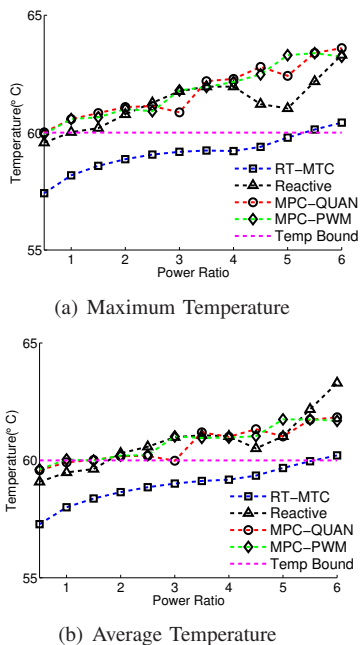 65
60
55
Temperature(° C)
1 2 3 4 5 6
Power Ratio
RT−MTC
Reactive
MPC−QUAN
MPC−PWM
Temp Bound
(a) Maximum Temperature
65
60
55
Temperature(° C)
1 2 3 4 5 6
Power Ratio
RT−MTC
Reactive
MPC−QUAN
MPC−PWM
Temp Bound
(b) Average Temperature